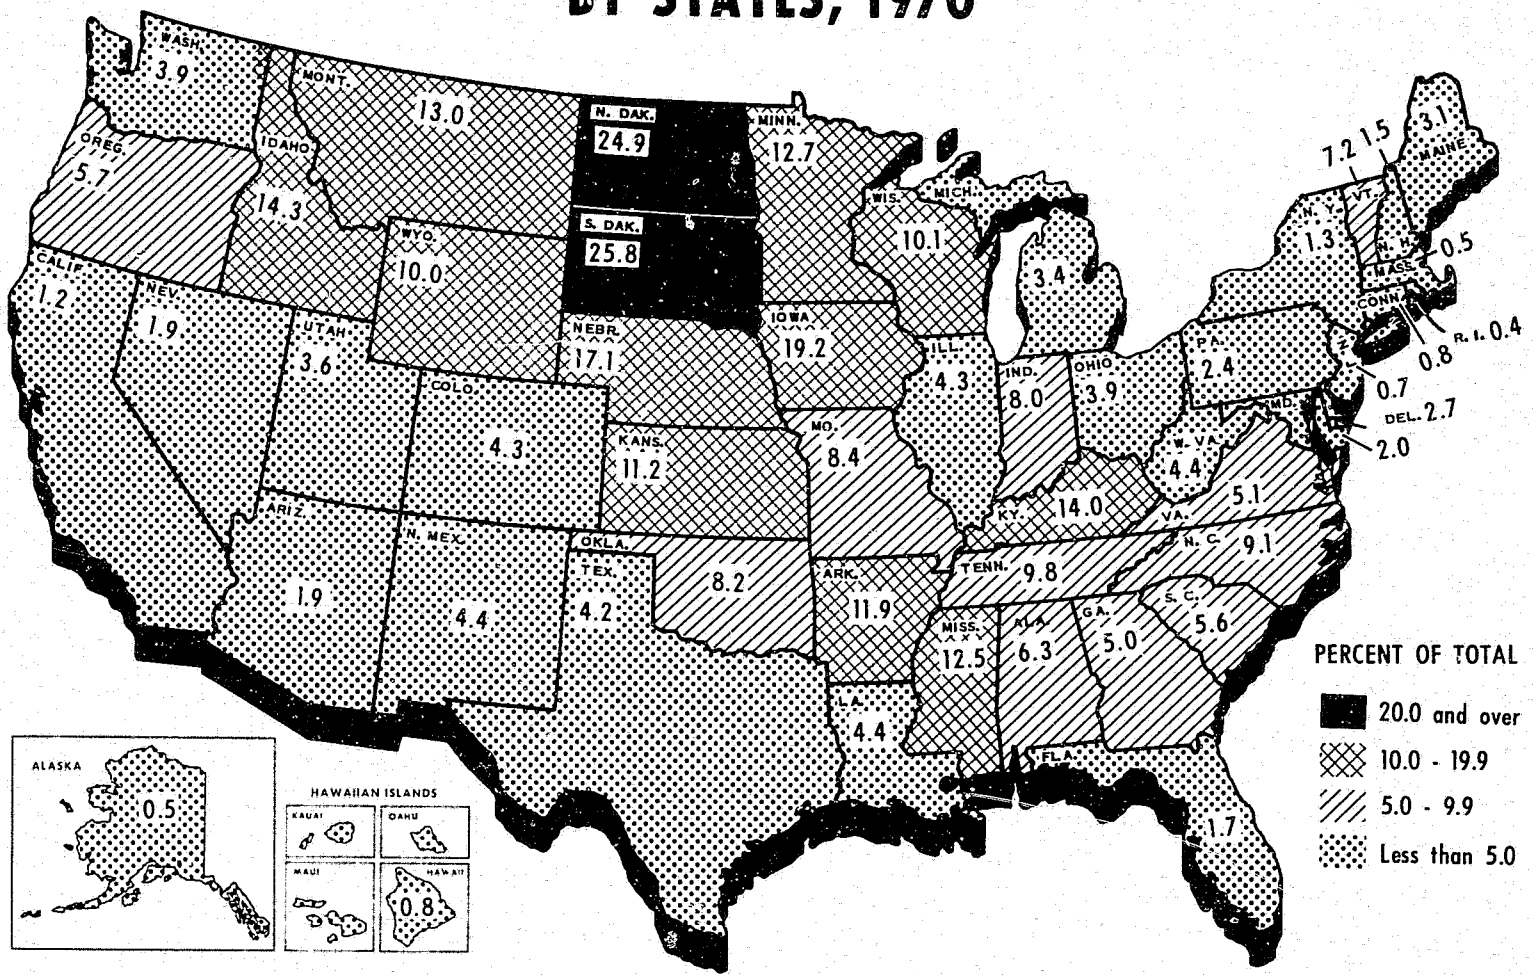 BY STATES, 1970
WASH.
3.9
MONT.
13.0
N. DAK.
24.9
MINN.
12.7
OREG.
5.7
IDAHO
14.3
S. DAK.
25.8
WIS.
10.1
MICH.
3.4
7.2
1.5
3.1
MAINE
VT.
N. H.
N. Y.
1.3
MASS.
0.5
WYO.
10.0
CALIF.
1.2
NEV.
1.9
UTAH
3.6
NEBR.
17.1
IOWA
19.2
ILL.
4.3
IND.
8.0
OHIO
3.9
PA.
2.4
CONN.
R. I. 0.4
0.8
0.7
DEL. 2.7
MD.
2.0
COLO.
4.3
KANS.
11.2
MO.
8.4
W. VA.
4.4
KY.
14.0
VA.
5.1
ARIZ.
1.9
N. MEX.
4.4
OKLA.
8.2
TEX.
4.2
ARK.
11.9
TENN.
9.8
N. C.
9.1
S. C.
5.6
MISS.
12.5
ALA.
6.3
GA.
5.0
LA.
4.4
FLA.
1.7
ALASKA
0.5
HAWAIIAN ISLANDS
KAUAI
OAHU
MAUI
HAWAII
0.8
PERCENT OF TOTAL
20.0 and over
10.0 - 19.9
5.0 - 9.9
Less than 5.0